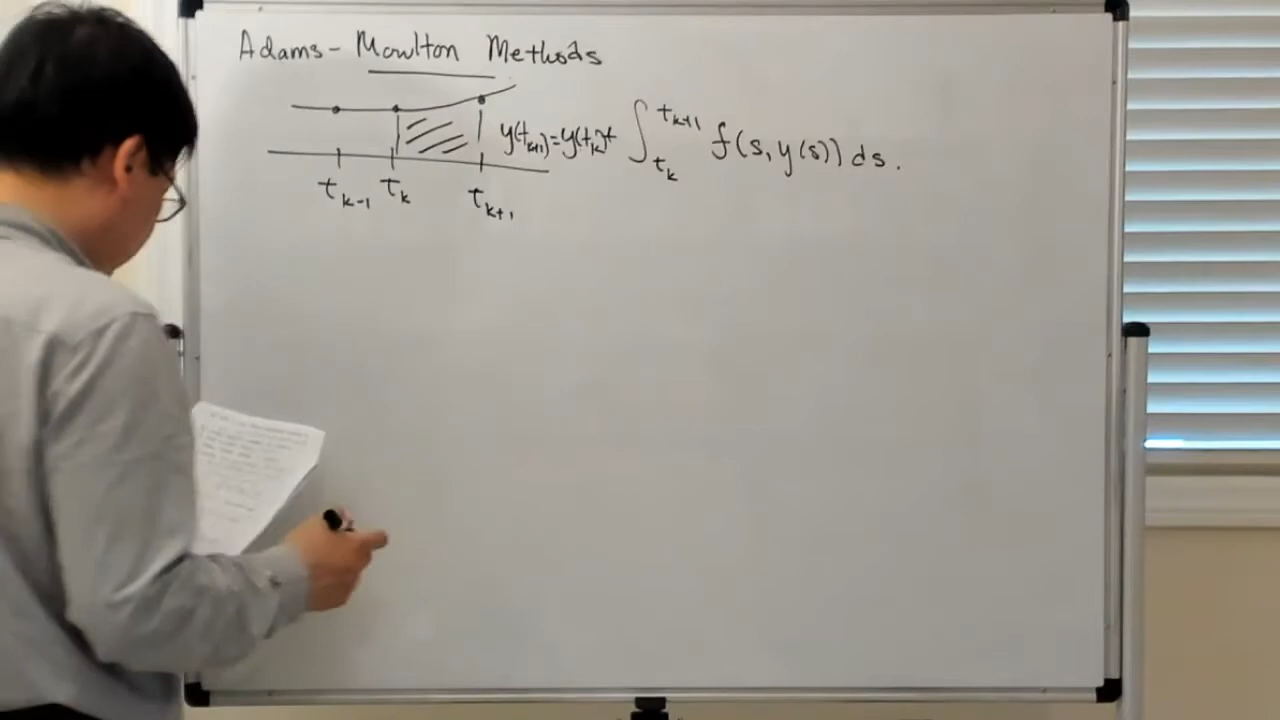 Adams-Moulton Methods
y(t_{k+1})=y(t_k)+ ∫_{t_k}^{t_{k+1}} f(s, y(s)) ds.
t_{k-1} t_k t_{k+1}